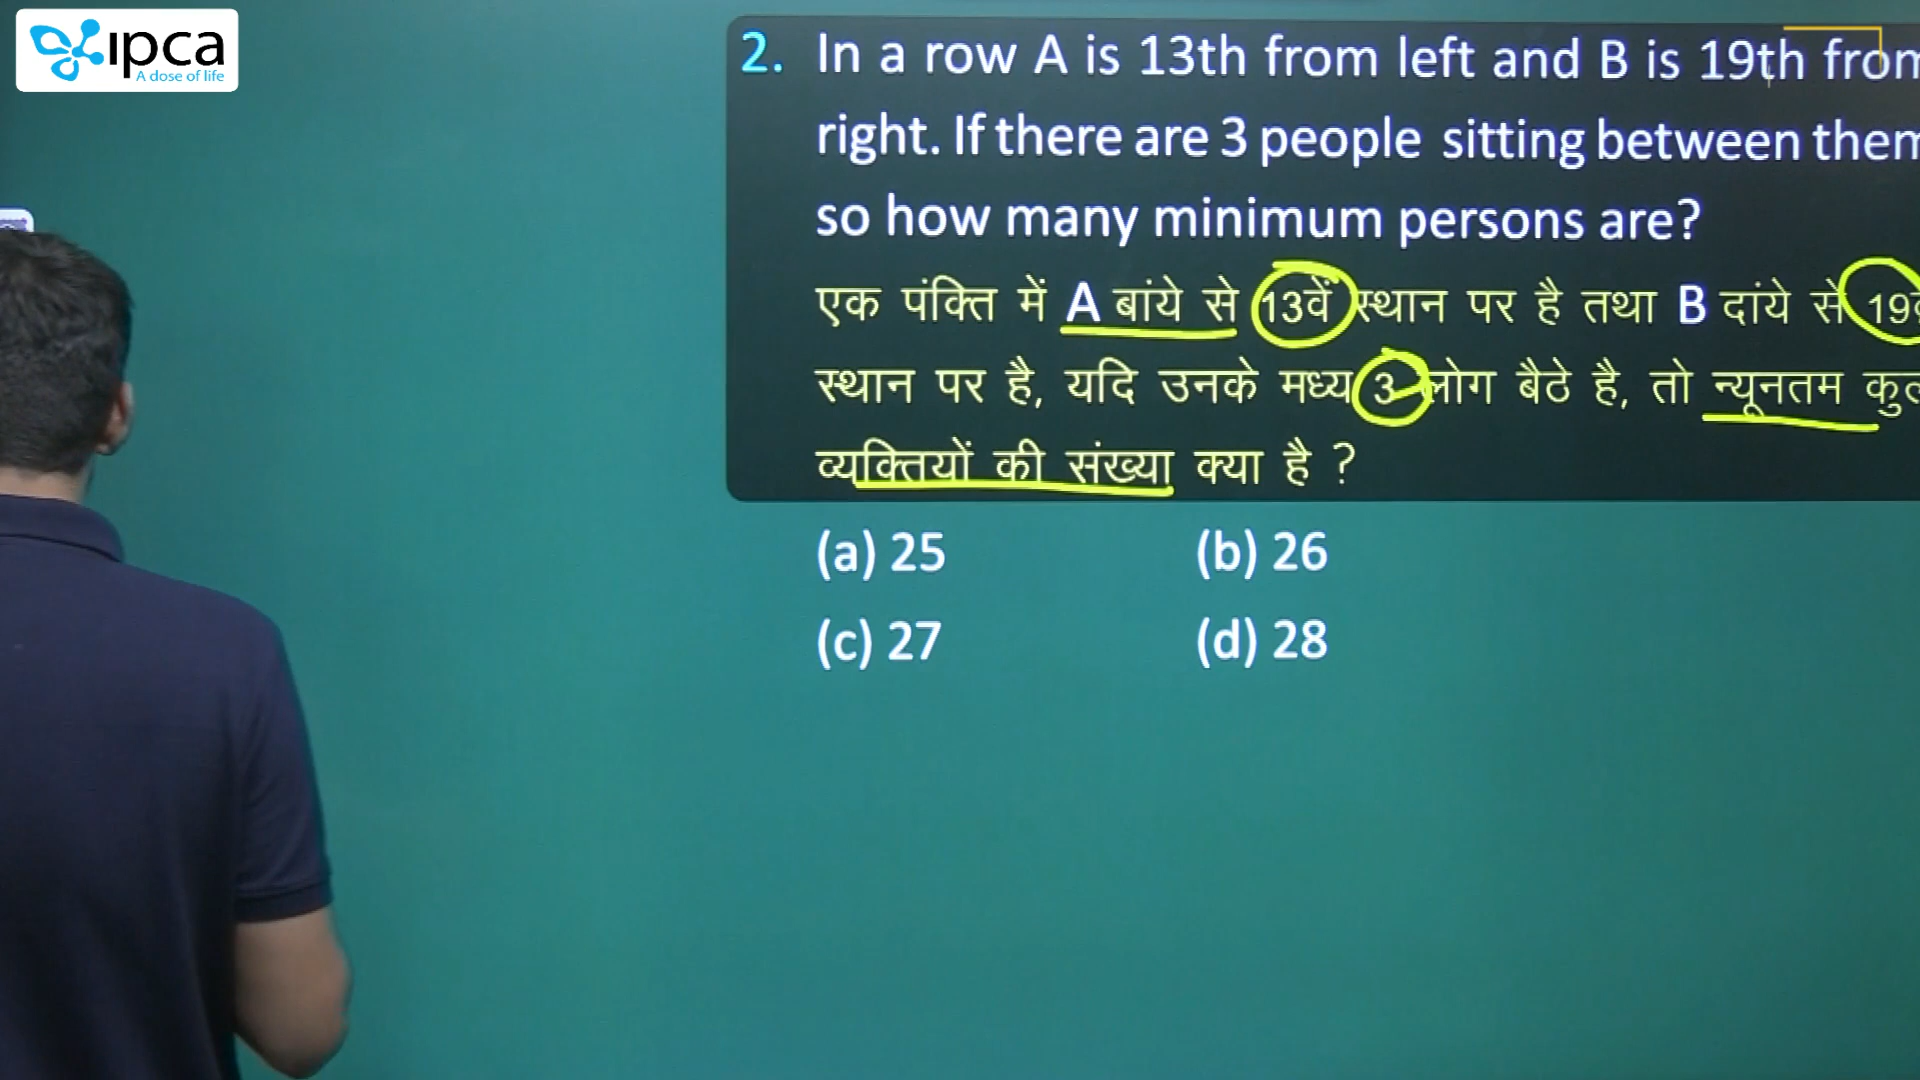 ipca
A dose of life
2. In a row A is 13th from left and B is 19th from
right. If there are 3 people sitting between them
so how many minimum persons are?
एक पंक्ति में A बांये से 13वें स्थान पर है तथा B दांये से 19वें
स्थान पर है, यदि उनके मध्य 3 लोग बैठे है, तो न्यूनतम कुल
व्यक्तियों की संख्या क्या है ?
(a) 25 (b) 26
(c) 27 (d) 28